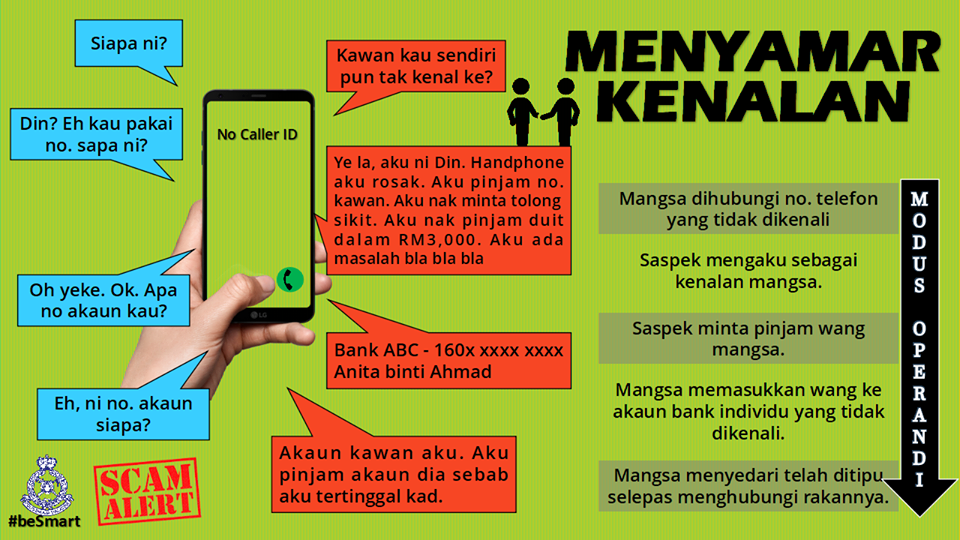 MENYAMAR
KENALAN
Siapa ni?
Kawan kau sendiri
pun tak kenal ke?
Din? Eh kau pakai
no. sapa ni?
No Caller ID
Ye la, aku ni Din. Handphone
aku rosak. Aku pinjam no.
kawan. Aku nak minta tolong
sikit. Aku nak pinjam duit
dalam RM3,000. Aku ada
masalah bla bla bla
Oh yeke. Ok. Apa
no akaun kau?
LG
Bank ABC - 160x xxxx xxxx
Anita binti Ahmad
Eh, ni no. akaun
siapa?
Akaun kawan aku. Aku
pinjam akaun dia sebab
aku tertinggal kad.
MODUS OPERANDI
Mangsa dihubungi no. telefon
yang tidak dikenali
Saspek mengaku sebagai
kenalan mangsa.
Saspek minta pinjam wang
mangsa.
Mangsa memasukkan wang ke
akaun bank individu yang tidak
dikenali.
Mangsa menyedari telah ditipu
selepas menghubungi rakannya.
SCAM
ALERT
#beSmart